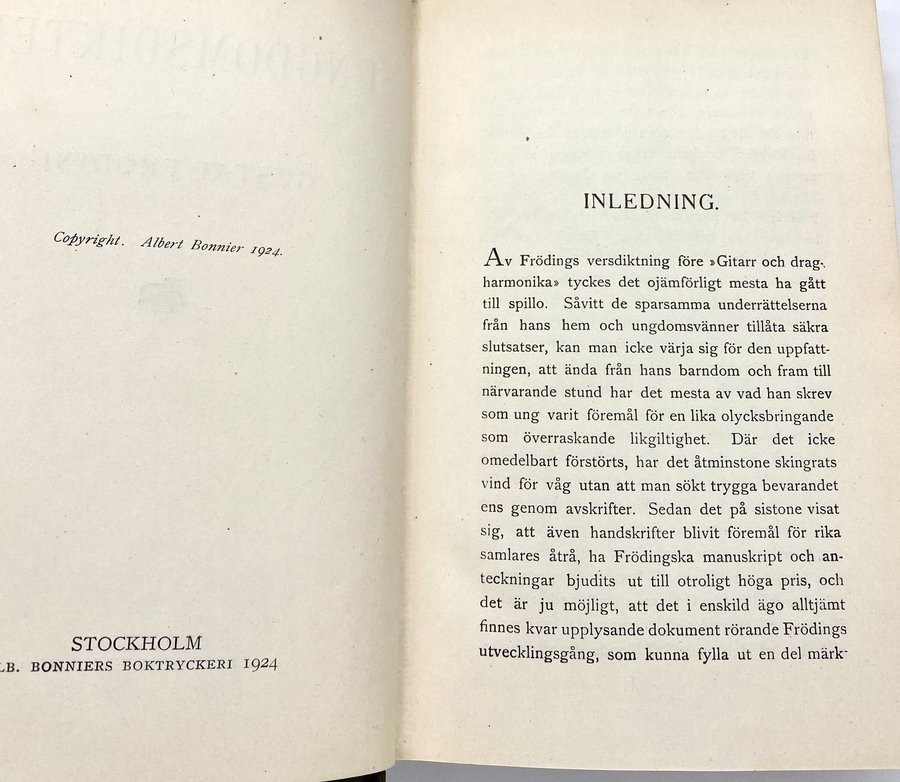 Copyright. Albert Bonnier 1924.
STOCKHOLM
LB. BONNIERS BOKTRYCKERI 1924
INLEDNING.
Av Frödings versdiktning före »Gitarr och drag-
harmonika» tyckes det ojämförligt mesta ha gått
till spillo. Såvitt de sparsamma underrättelserna
från hans hem och ungdomsvänner tillåta säkra
slutsatser, kan man icke värja sig för den uppfatt-
ningen, att ända från hans barndom och fram till
närvarande stund har det mesta av vad han skrev
som ung varit föremål för en lika olycksbringande
som överraskande likgiltighet. Där det icke
omedelbart förstörts, har det åtminstone skingrats
vind för våg utan att man sökt trygga bevarandet
ens genom avskrifter. Sedan det på sistone visat
sig, att även handskrifter blivit föremål för rika
samlares åtrå, ha Frödingska manuskript och an-
teckningar bjudits ut till otroligt höga pris, och
det är ju möjligt, att det i enskild ägo alltjämt
finnes kvar upplysande dokument rörande Frödings
utvecklingsgång, som kunna fylla ut en del märk-